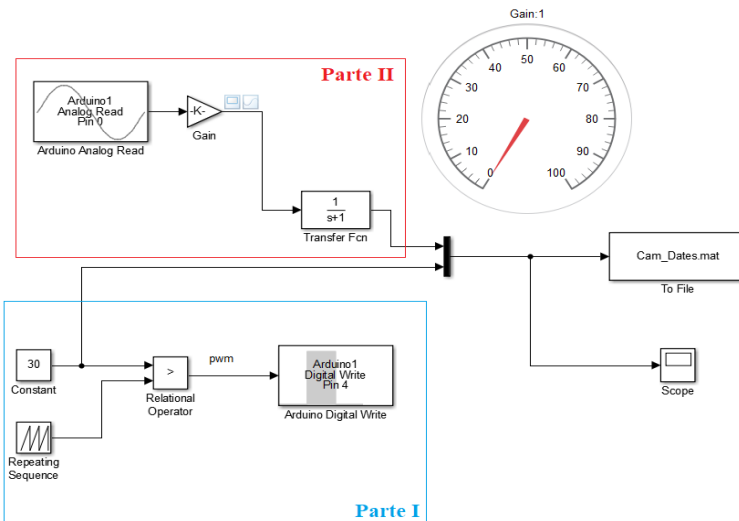 Gain:1
Parte II
Arduino1
Analog Read
Pin 0
Arduino Analog Read
-K-
Gain
1
s+1
Transfer Fcn
0
10
20
30
40
50
60
70
80
90
100
Cam_Dates.mat
To File
Scope
30
Constant
>
Relational
Operator
pwm
Arduino1
Digital Write
Pin 4
Arduino Digital Write
Repeating
Sequence
Parte I